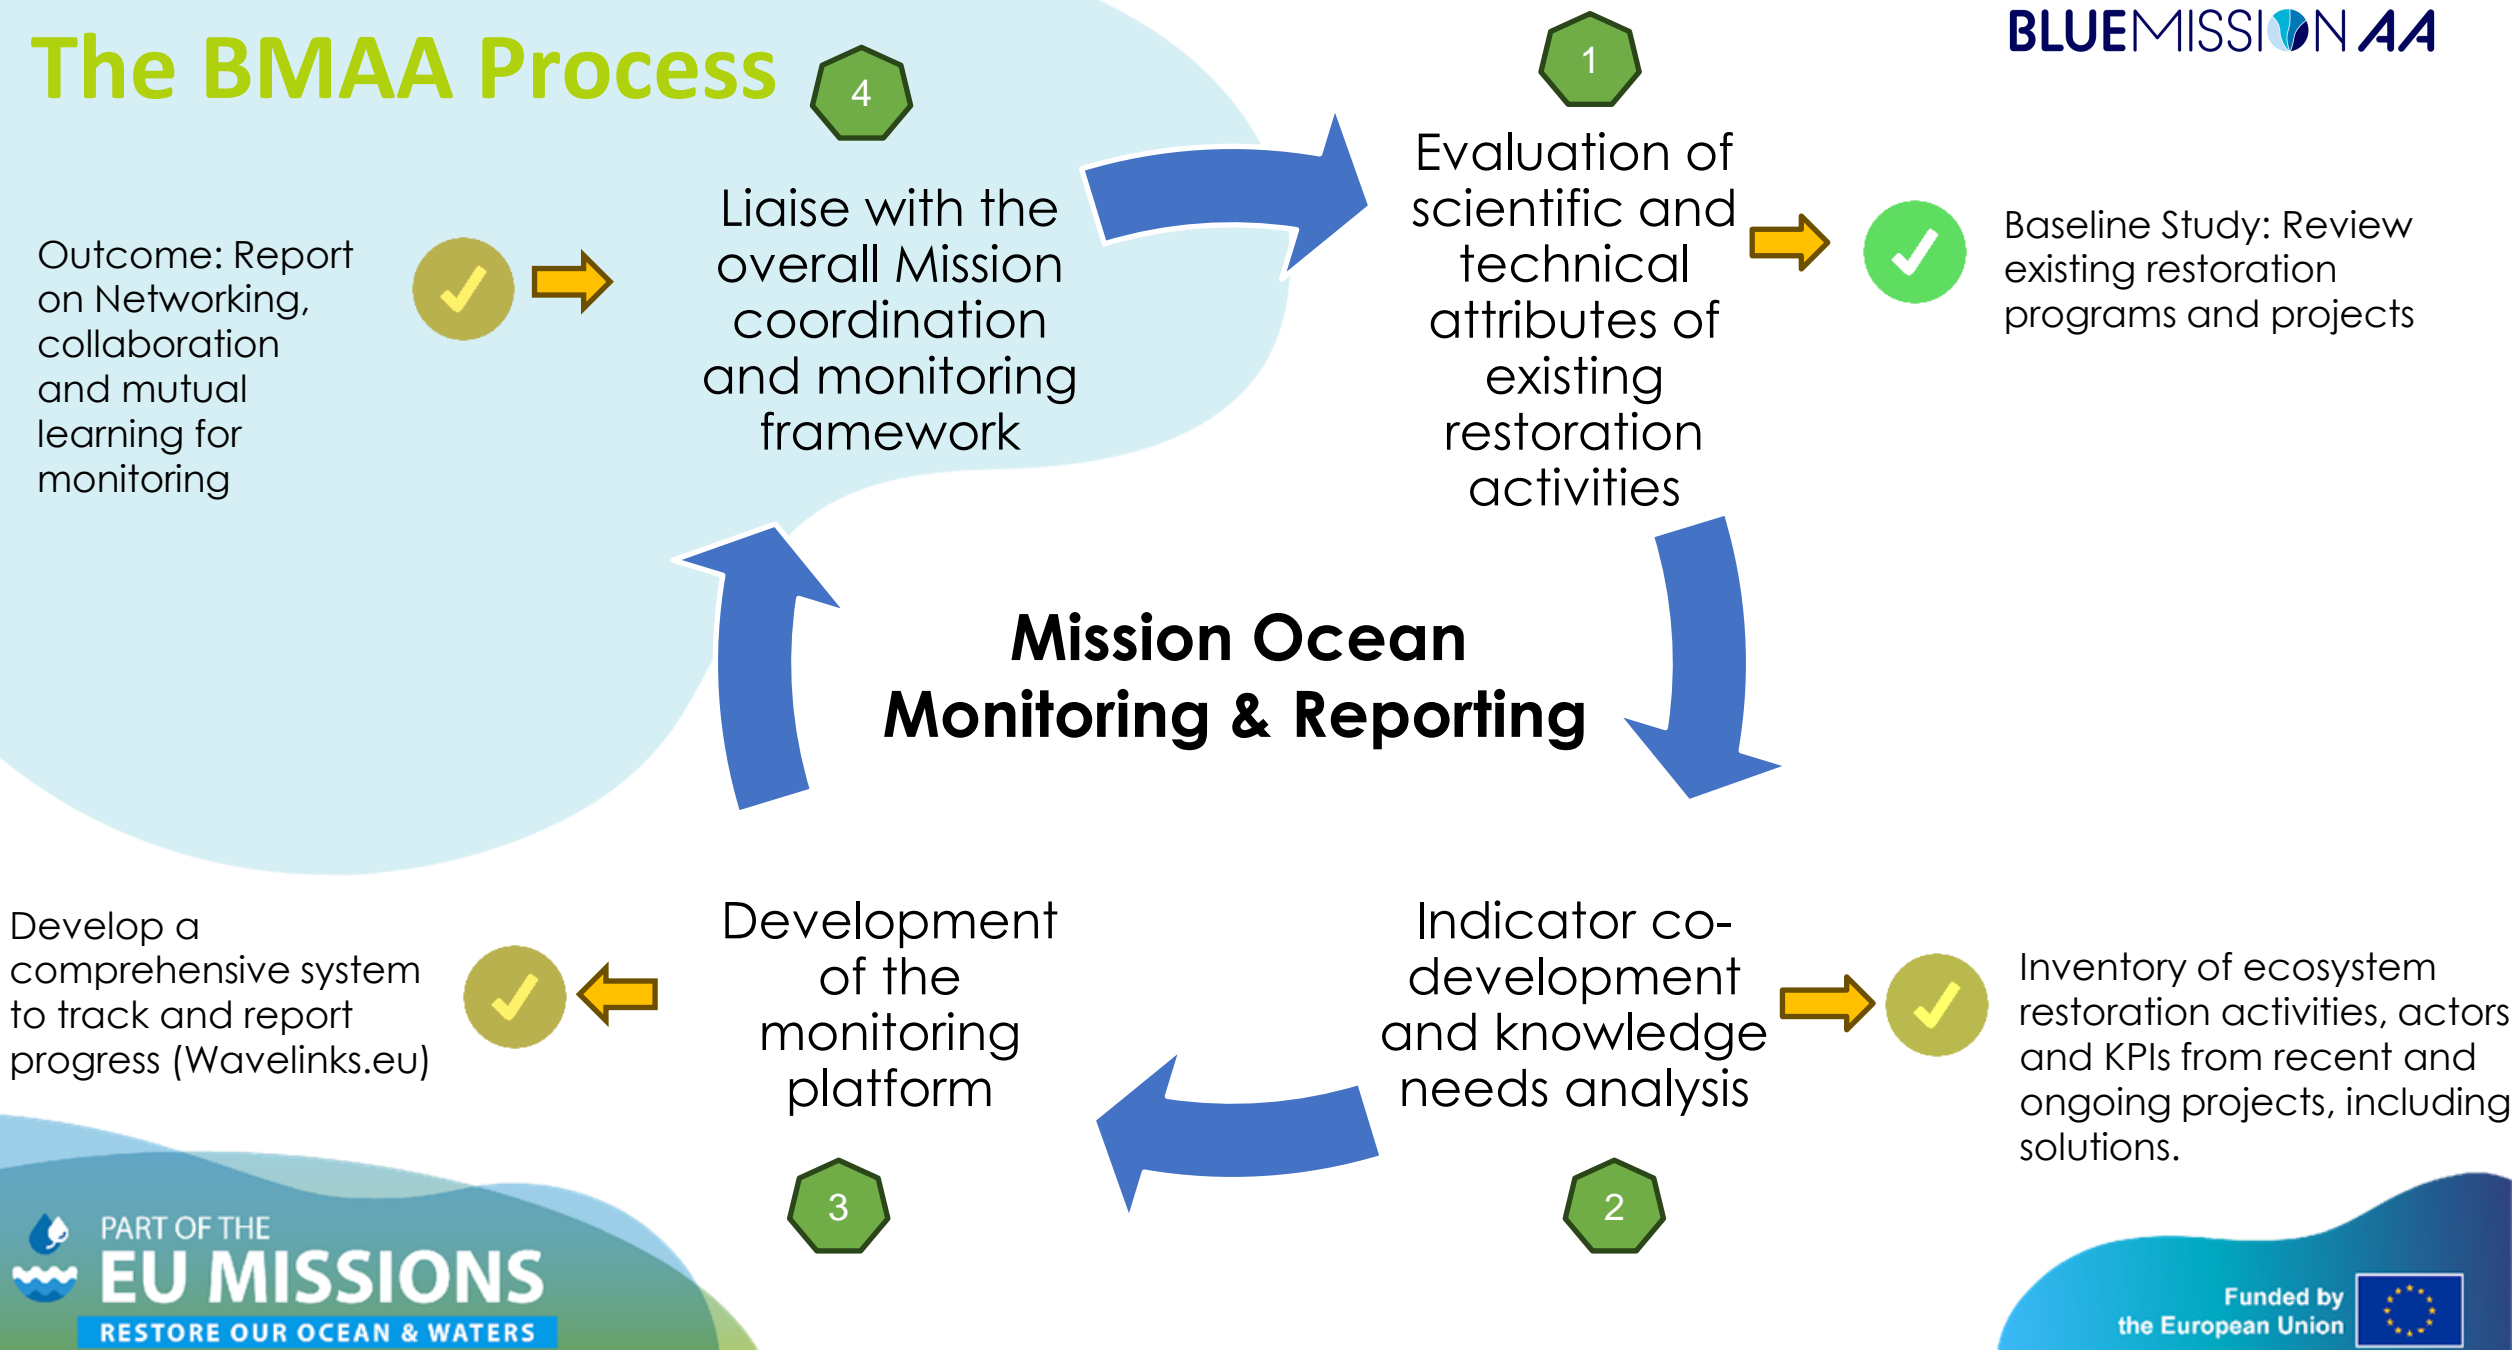 The BMAA Process
BLUEMISSION AA
4
1
Outcome: Report
on Networking,
collaboration
and mutual
learning for
monitoring
Liaise with the
overall Mission
coordination
and monitoring
framework
Evaluation of
scientific and
technical
attributes of
existing
restoration
activities
Baseline Study: Review
existing restoration
programs and projects
Mission Ocean
Monitoring & Reporting
Develop a
comprehensive system
to track and report
progress (Wavelinks.eu)
Development
of the
monitoring
platform
3
Indicator co-
development
and knowledge
needs analysis
2
Inventory of ecosystem
restoration activities, actors
and KPIs from recent and
ongoing projects, including
solutions.
PART OF THE
EU MISSIONS
RESTORE OUR OCEAN & WATERS
Funded by
the European Union